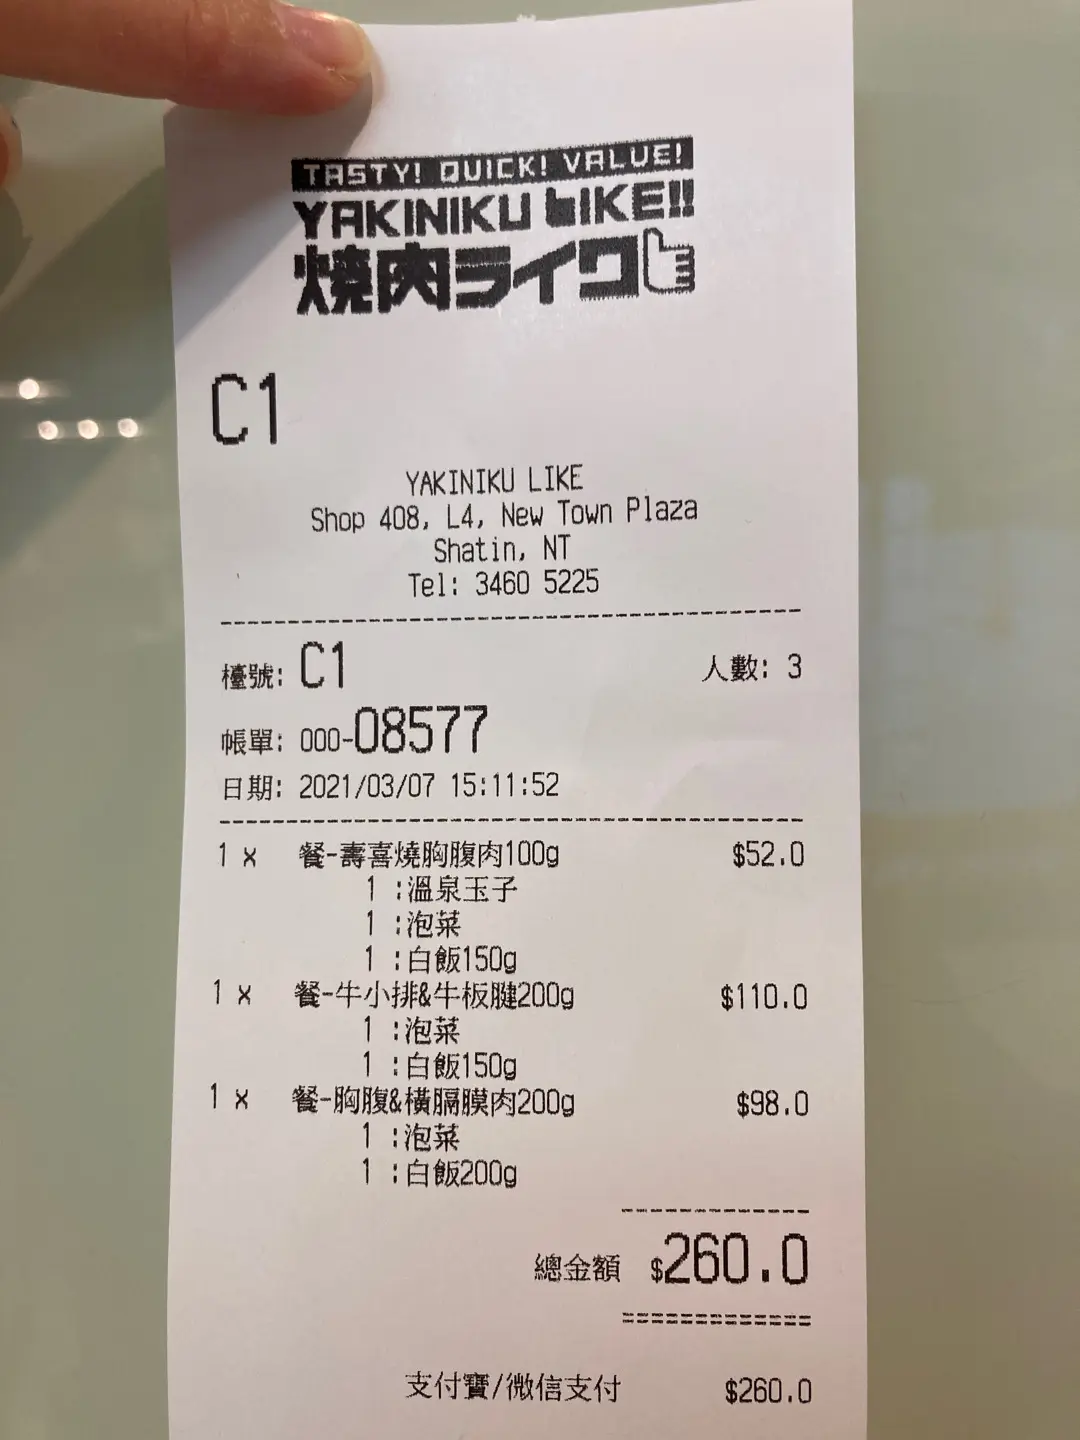 TASTY! QUICK! VALUE!
YAKINIKU LIKE!!
焼肉ライク
C1
YAKINIKU LIKE
Shop 408, L4, New Town Plaza
Shatin, NT
Tel: 3460 5225
檯號: C1 人數: 3
帳單: 000-08577
日期: 2021/03/07 15:11:52
1 x 餐-壽喜燒胸腹肉100g $52.0
1 :溫泉玉子
1 :泡菜
1 :白飯150g
1 x 餐-牛小排&牛板腱200g $110.0
1 :泡菜
1 :白飯150g
1 x 餐-胸腹&橫膈膜肉200g $98.0
1 :泡菜
1 :白飯200g
總金額 $260.0
支付寶/微信支付 $260.0